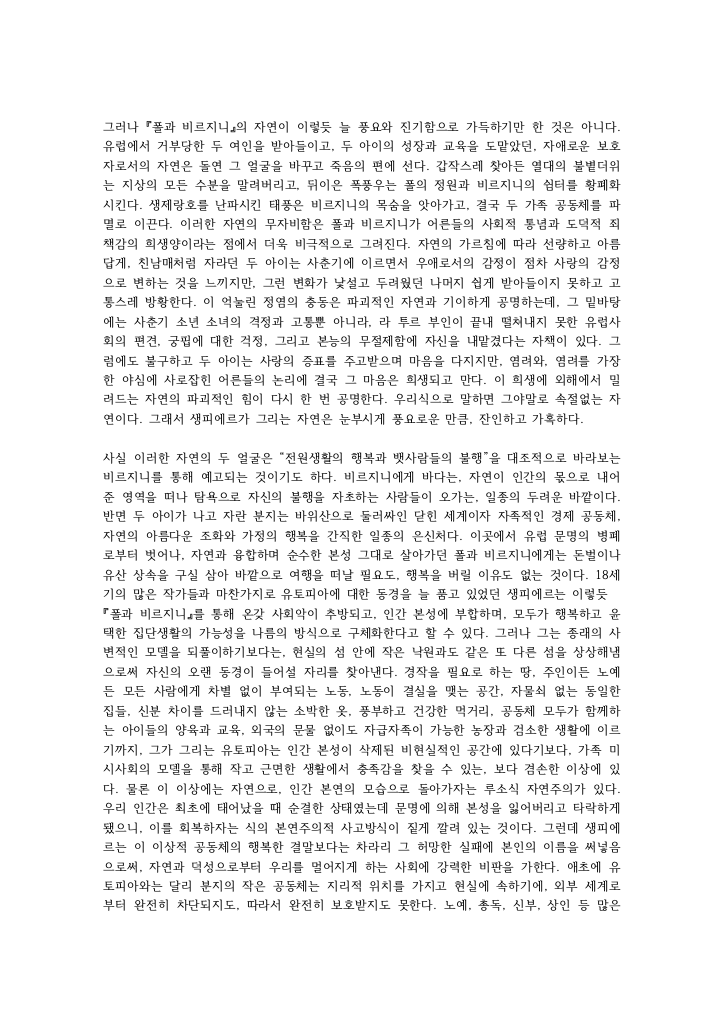 그러나 『폴과 비르지니』의 자연이 이렇듯 늘 풍요와 진기함으로 가득하기만 한 것은 아니다.
유럽에서 거부당한 두 여인을 받아들이고, 두 아이의 성장과 교육을 도맡았던, 자애로운 보호
자로서의 자연은 돌연 그 얼굴을 바꾸고 죽음의 편에 선다. 갑작스레 찾아든 열대의 불볕더위
는 지상의 모든 수분을 말려버리고, 뒤이은 폭풍우는 폴의 정원과 비르지니의 쉼터를 황폐화
시킨다. 생제랑호를 난파시킨 태풍은 비르지니의 목숨을 앗아가고, 결국 두 가족 공동체를 파
멸로 이끈다. 이러한 자연의 무자비함은 폴과 비르지니가 어른들의 사회적 통념과 도덕적 죄
책감의 희생양이라는 점에서 더욱 비극적으로 그려진다. 자연의 가르침에 따라 선량하고 아름
답게, 친남매처럼 자라던 두 아이는 사춘기에 이르면서 우애로서의 감정이 점차 사랑의 감정
으로 변하는 것을 느끼지만, 그런 변화가 낯설고 두려웠던 나머지 쉽게 받아들이지 못하고 고
통스레 방황한다. 이 억눌린 정염의 충동은 파괴적인 자연과 기이하게 공명하는데, 그 밑바탕
에는 사춘기 소년 소녀의 격정과 고통뿐 아니라, 라 투르 부인이 끝내 떨쳐내지 못한 유럽사
회의 편견, 궁핍에 대한 걱정, 그리고 본능의 무절제함에 자신을 내맡겼다는 자책이 있다. 그
럼에도 불구하고 두 아이는 사랑의 증표를 주고받으며 마음을 다지지만, 염려와, 염려를 가장
한 야심에 사로잡힌 어른들의 논리에 결국 그 마음은 희생되고 만다. 이 희생에 외해에서 밀
려드는 자연의 파괴적인 힘이 다시 한 번 공명한다. 우리식으로 말하면 그야말로 속절없는 자
연이다. 그래서 생피에르가 그리는 자연은 눈부시게 풍요로운 만큼, 잔인하고 가혹하다.
사실 이러한 자연의 두 얼굴은 "전원생활의 행복과 뱃사람들의 불행"을 대조적으로 바라보는
비르지니를 통해 예고되는 것이기도 하다. 비르지니에게 바다는, 자연이 인간의 몫으로 내어
준 영역을 떠나 탐욕으로 자신의 불행을 자초하는 사람들이 오가는, 일종의 두려운 바깥이다.
반면 두 아이가 나고 자란 분지는 바위산으로 둘러싸인 닫힌 세계이자 자족적인 경제 공동체,
자연의 아름다운 조화와 가정의 행복을 간직한 일종의 은신처다. 이곳에서 유럽 문명의 병폐
로부터 벗어나, 자연과 융합하며 순수한 본성 그대로 살아가던 폴과 비르지니에게는 돈벌이나
유산 상속을 구실 삼아 바깥으로 여행을 떠날 필요도, 행복을 버릴 이유도 없는 것이다. 18세
기의 많은 작가들과 마찬가지로 유토피아에 대한 동경을 늘 품고 있었던 생피에르는 이렇듯
『폴과 비르지니』를 통해 온갖 사회악이 추방되고, 인간 본성에 부합하며, 모두가 행복하고 윤
택한 집단생활의 가능성을 나름의 방식으로 구체화한다고 할 수 있다. 그러나 그는 종래의 사
변적인 모델을 되풀이하기보다는, 현실의 섬 안에 작은 낙원과도 같은 또 다른 섬을 상상해냄
으로써 자신의 오랜 동경이 들어설 자리를 찾아낸다. 경작을 필요로 하는 땅, 주인이든 노예
든 모든 사람에게 차별 없이 부여되는 노동, 노동이 결실을 맺는 공간, 자물쇠 없는 동일한
집들, 신분 차이를 드러내지 않는 소박한 옷, 풍부하고 건강한 먹거리, 공동체 모두가 함께하
는 아이들의 양육과 교육, 외국의 문물 없이도 자급자족이 가능한 농장과 검소한 생활에 이르
기까지, 그가 그리는 유토피아는 인간 본성이 삭제된 비현실적인 공간에 있다기보다, 가족 미
시사회의 모델을 통해 작고 근면한 생활에서 충족감을 찾을 수 있는, 보다 겸손한 이상에 있
다. 물론 이 이상에는 자연으로, 인간 본연의 모습으로 돌아가자는 루소식 자연주의가 있다.
우리 인간은 최초에 태어났을 때 순결한 상태였는데 문명에 의해 본성을 잃어버리고 타락하게
됐으니, 이를 회복하자는 식의 본연주의적 사고방식이 짙게 깔려 있는 것이다. 그런데 생피에
르는 이 이상적 공동체의 행복한 결말보다는 차라리 그 허망한 실패에 본인의 이름을 써넣음
으로써, 자연과 덕성으로부터 우리를 멀어지게 하는 사회에 강력한 비판을 가한다. 애초에 유
토피아와는 달리 분지의 작은 공동체는 지리적 위치를 가지고 현실에 속하기에, 외부 세계로
부터 완전히 차단되지도, 따라서 완전히 보호받지도 못한다. 노예, 총독, 신부, 상인 등 많은